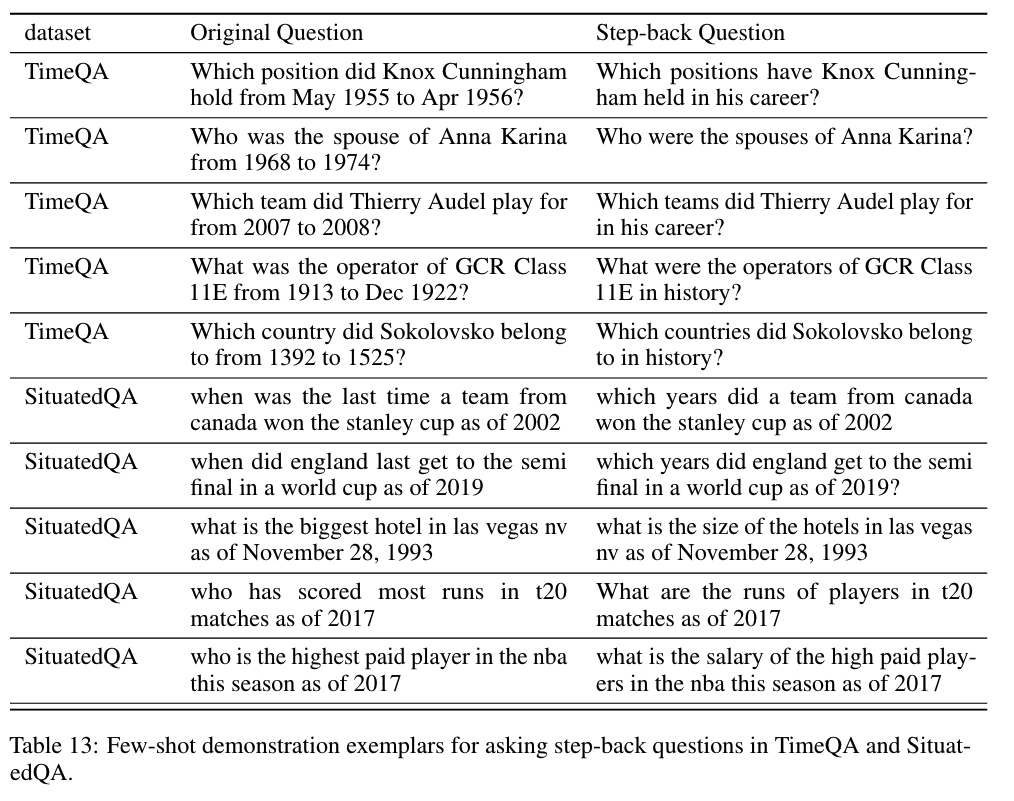 dataset Original Question Step-back Question
TimeQA Which position did Knox Cunningham Which positions have Knox Cunning-
hold from May 1955 to Apr 1956? ham held in his career?
TimeQA Who was the spouse of Anna Karina Who were the spouses of Anna Karina?
from 1968 to 1974?
TimeQA Which team did Thierry Audel play for Which teams did Thierry Audel play for
from 2007 to 2008? in his career?
TimeQA What was the operator of GCR Class What were the operators of GCR Class
11E from 1913 to Dec 1922? 11E in history?
TimeQA Which country did Sokolovsko belong Which countries did Sokolovsko belong
to from 1392 to 1525? to in history?
SituatedQA when was the last time a team from which years did a team from canada
canada won the stanley cup as of 2002 won the stanley cup as of 2002
SituatedQA when did england last get to the semi which years did england get to the semi
final in a world cup as of 2019 final in a world cup as of 2019?
SituatedQA what is the biggest hotel in las vegas nv what is the size of the hotels in las vegas
as of November 28, 1993 nv as of November 28, 1993
SituatedQA who has scored most runs in t20 What are the runs of players in t20
matches as of 2017 matches as of 2017
SituatedQA who is the highest paid player in the nba what is the salary of the high paid play-
this season as of 2017 ers in the nba this season as of 2017
Table 13: Few-shot demonstration exemplars for asking step-back questions in TimeQA and Situat-
edQA.